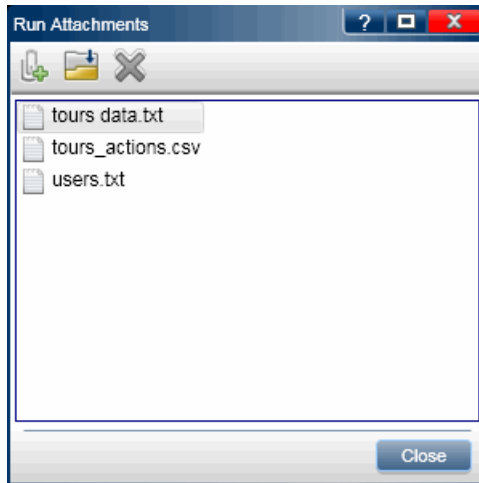 Run Attachments
?
X
tours data.txt
tours_actions.csv
users.txt
Close